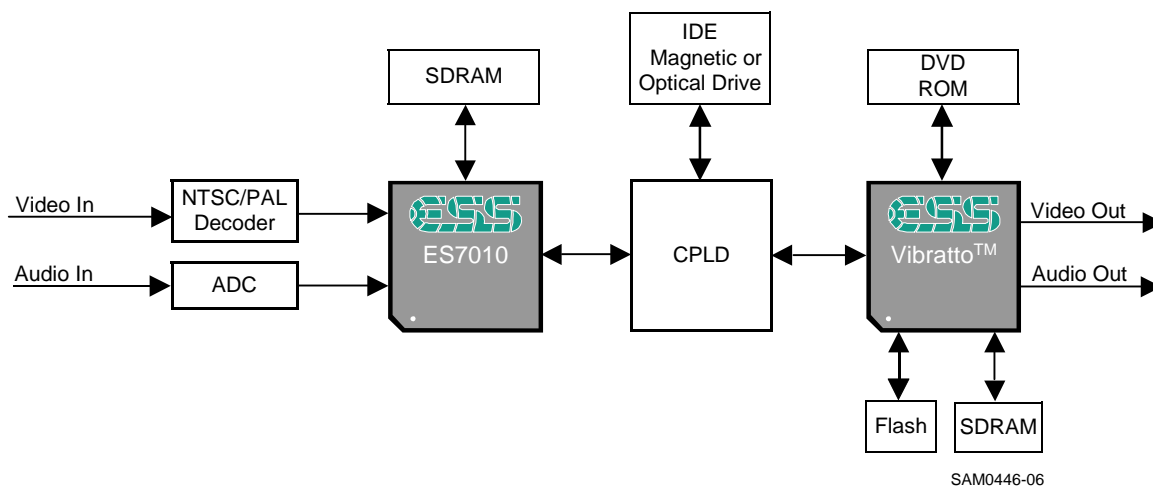 SDRAM
IDE
Magnetic or
Optical Drive
DVD
ROM
Video In
NTSC/PAL
Decoder
Audio In
ADC
ESS
ES7010
CPLD
ESS
Vibratto™
Video Out
Audio Out
Flash
SDRAM
SAM0446-06